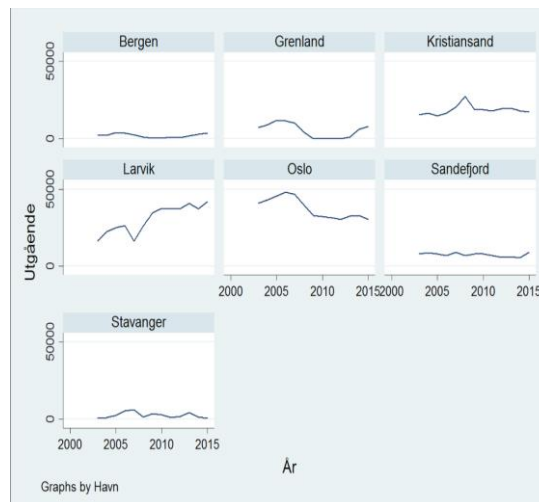 Bergen
Grenland
Kristiansand
50000
0
Larvik
Oslo
Sandefjord
50000
0
2000 2005 2010 2015
2000 2005 2010 2015
Stavanger
50000
0
2000 2005 2010 2015
Utgående
År
Graphs by Havn